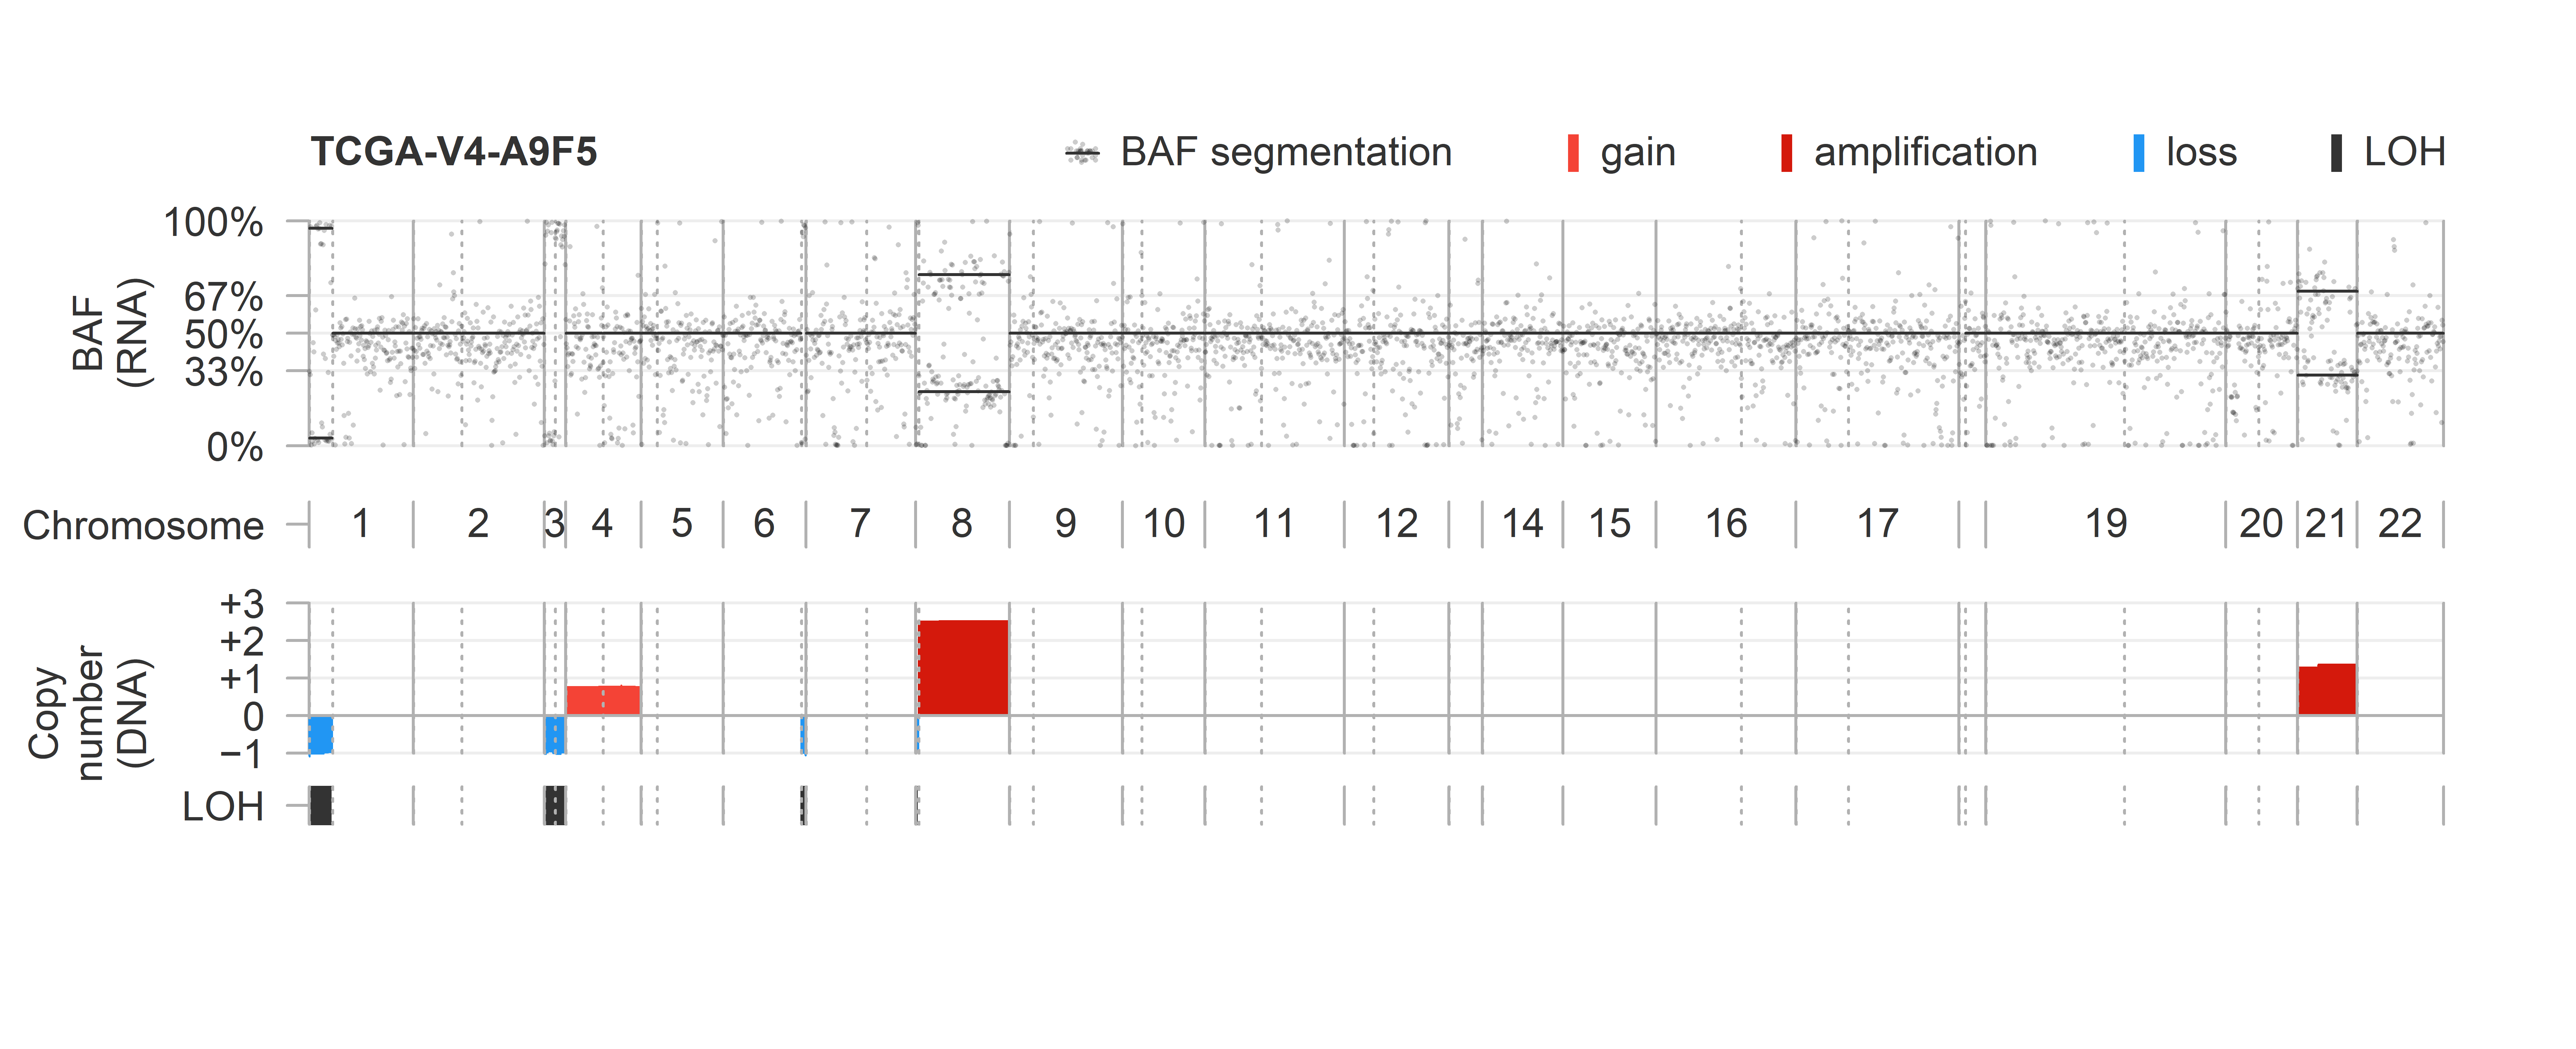 TCGA-V4-A9F5
BAF segmentation gain amplification loss LOH
BAF
(RNA)
100%
67%
50%
33%
0%
Chromosome 1 2 3 4 5 6 7 8 9 10 11 12 14 15 16 17 19 20 21 22
Copy
number
(DNA)
+3
+2
+1
0
−1
LOH